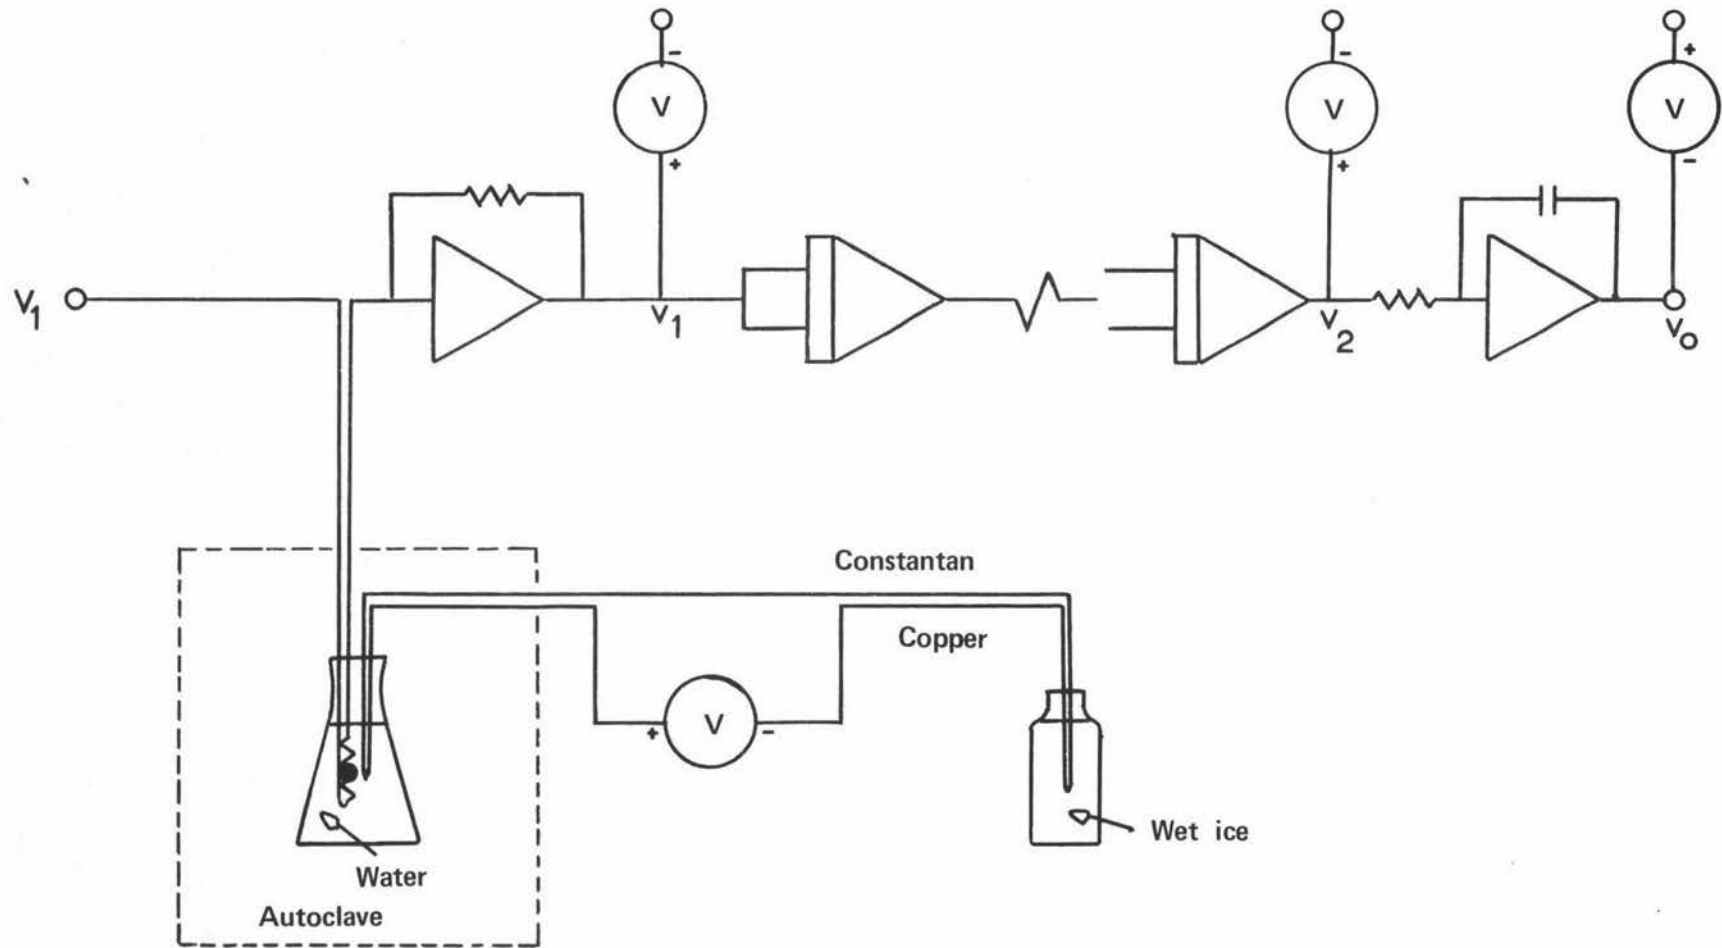 -
-
+
V
V
V
+
+
-
V1
V1
V2
Vo
Constantan
Copper
+
V
-
Wet ice
Water
Autoclave